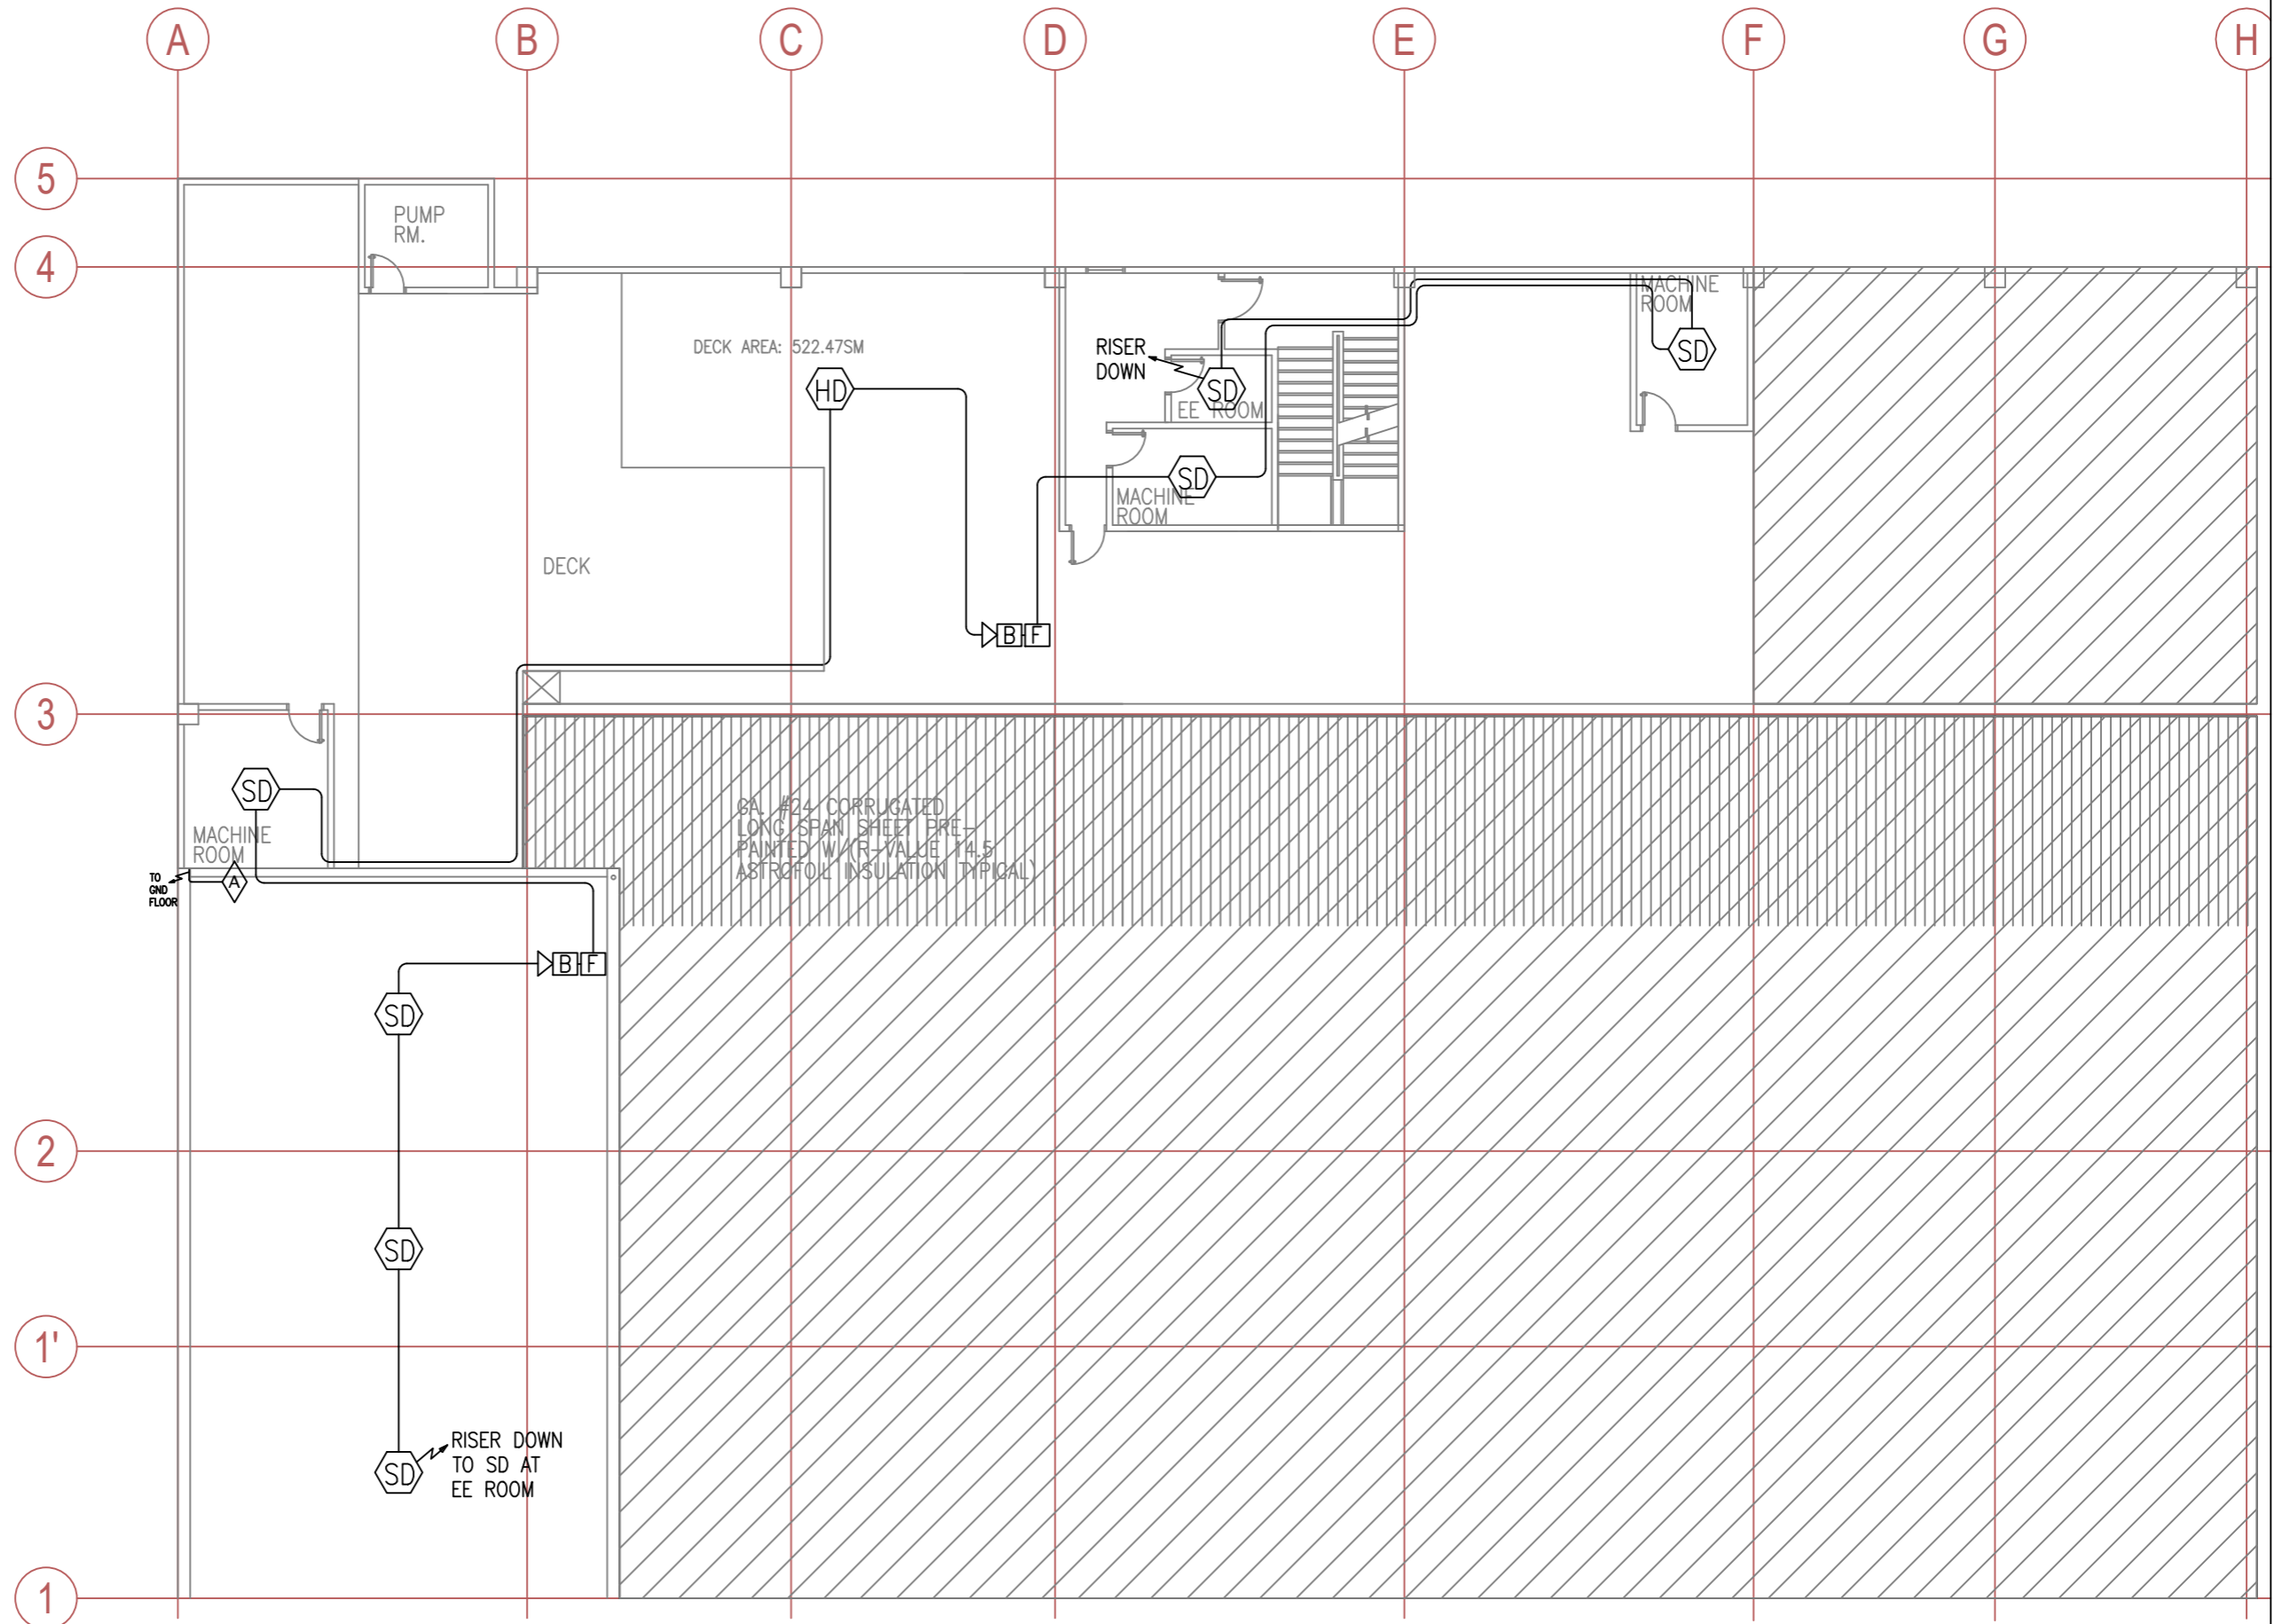 A B C D E F G H
5
PUMP
RM.
4
MACHINE
ROOM
SD
DECK AREA: 522.47SM
RISER
DOWN
HD
SD
EE ROOM
SD
MACHINE
ROOM
DECK
B F
3
SD
MACHINE
ROOM
GA. #24 CORRUGATED
LONG SPAN SHEET PRE-
PAINTED W/(R-VALUE 14.5
ASTROFOIL INSULATION TYPICAL)
TO
GND
FLOOR
A
B F
SD
2
SD
1'
RISER DOWN
TO SD AT
EE ROOM
SD
1